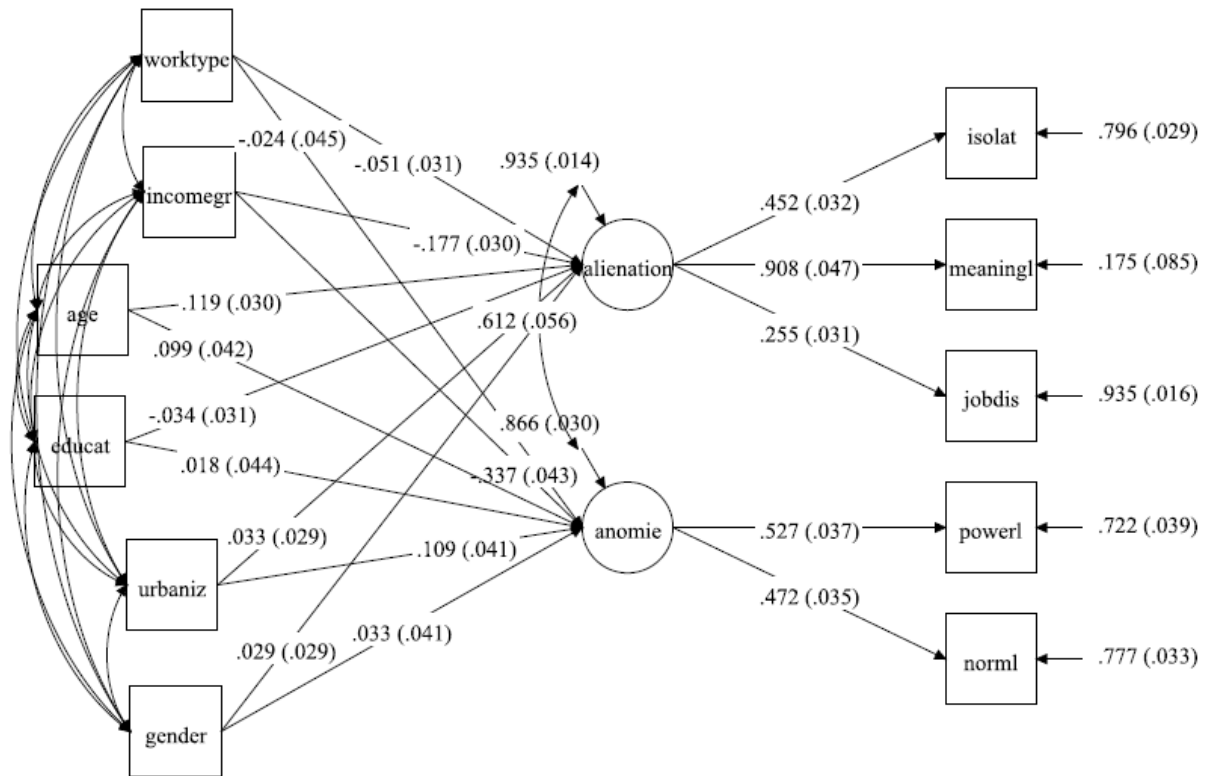 worktype
incomegr
age
educat
urbaniz
gender
-.024 (.045)
-.051 (.031)
-.177 (.030)
.119 (.030)
.099 (.042)
-.034 (.031)
.018 (.044)
.033 (.029)
.109 (.041)
.029 (.029)
.033 (.041)
.935 (.014)
alienation
.612 (.056)
.866 (.030)
-.337 (.043)
anomie
.452 (.032)
.908 (.047)
.255 (.031)
.527 (.037)
.472 (.035)
isolat
.796 (.029)
meaningl
.175 (.085)
jobdis
.935 (.016)
powerl
.722 (.039)
norml
.777 (.033)